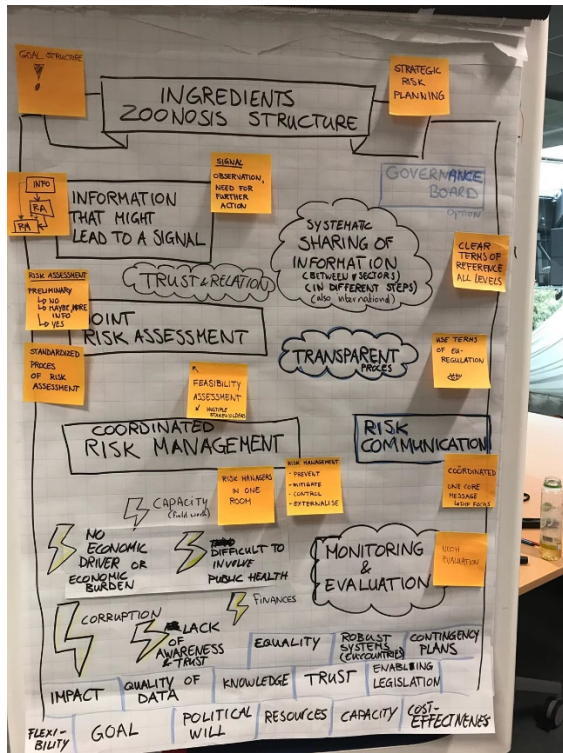 GOAL STRUCTURE
!
STRATEGIC
RISK
PLANNING
INGREDIENTS
ZOONOSIS STRUCTURE
INFO
RA
RA
INFORMATION
THAT MIGHT
LEAD TO A SIGNAL
SIGNAL
OBSERVATION,
NEED FOR
FURTHER
ACTION
GOVERNANCE
BOARD
Option
SYSTEMATIC
SHARING OF
INFORMATION
(BETWEEN SECTORS)
(IN DIFFERENT STEPS)
(also international)
CLEAR
TERMS OF
REFERENCE
ALL LEVELS
TRUST & RELATION
RISK ASSESSMENT
PRELIMINARY
↳ NO
↳ MAYBE, MORE
INFO
↳ YES
JOINT
RISK ASSESSMENT
TRANSPARENT
PROCES
USE TERMS
OF EU-
REGULATION
STANDARDIZED
PROCES
OF RISK
ASSESSMENT
FEASIBILITY
ASSESSMENT
MULTIPLE
STAKEHOLDERS
COORDINATED
RISK MANAGEMENT
RISK
COMMUNICATION
RISK MANAGERS
IN ONE
ROOM
RISK MANAGEMENT
- PREVENT
- MITIGATE
- CONTROL
- EXTERNALISE
COÖRDINATED
ONE CORE
MESSAGE
CAPACITY
(field work)
NO
ECONOMIC
DRIVER OR
ECONOMIC
BURDEN
DIFFICULT TO
INVOLVE
PUBLIC HEALTH
MONITORING
&
EVALUATION
EVALUATION
CORRUPTION
LACK
OF
AWARENESS
& TRUST
FINANCES
EQUALITY
ROBUST
SYSTEMS
CONTINGENCY
PLANS
IMPACT
QUALITY OF
DATA
KNOWLEDGE
TRUST
ENABLING
LEGISLATION
FLEXI-
BILITY
GOAL
POLITICAL
WILL
RESOURCES
CAPACITY
COST-
EFFECTIVENESS